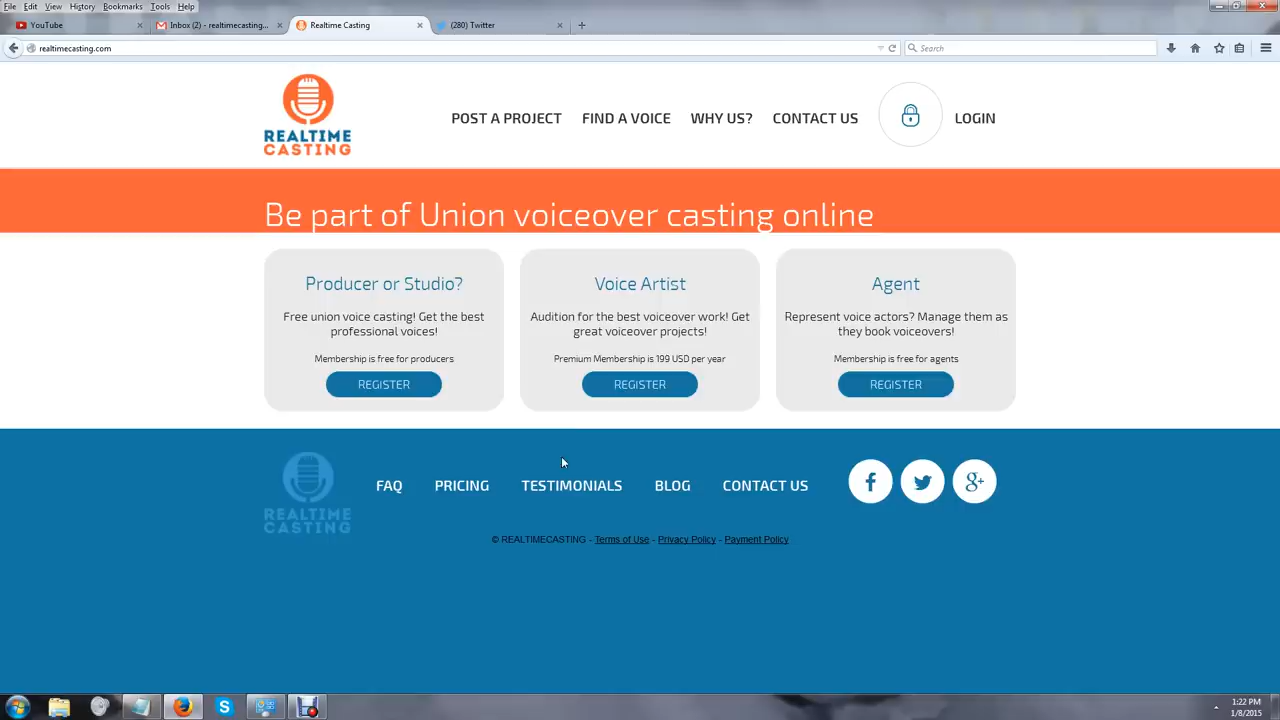 File Edit View History Bookmarks Tools Help
YouTube
Inbox (2) - realtimecasting...
Realtime Casting
(280) Twitter
realtimecasting.com
Search
REALTIME
CASTING
POST A PROJECT FIND A VOICE WHY US? CONTACT US LOGIN
Be part of Union voiceover casting online
Producer or Studio?
Free union voice casting! Get the best
professional voices!
Membership is free for producers
REGISTER
Voice Artist
Audition for the best voiceover work! Get
great voiceover projects!
Premium Membership is 199 USD per year
REGISTER
Agent
Represent voice actors? Manage them as
they book voiceovers!
Membership is free for agents
REGISTER
REALTIME
CASTING
FAQ PRICING TESTIMONIALS BLOG CONTACT US
© REALTIMECASTING - Terms of Use - Privacy Policy - Payment Policy
1:22 PM
1/8/2015